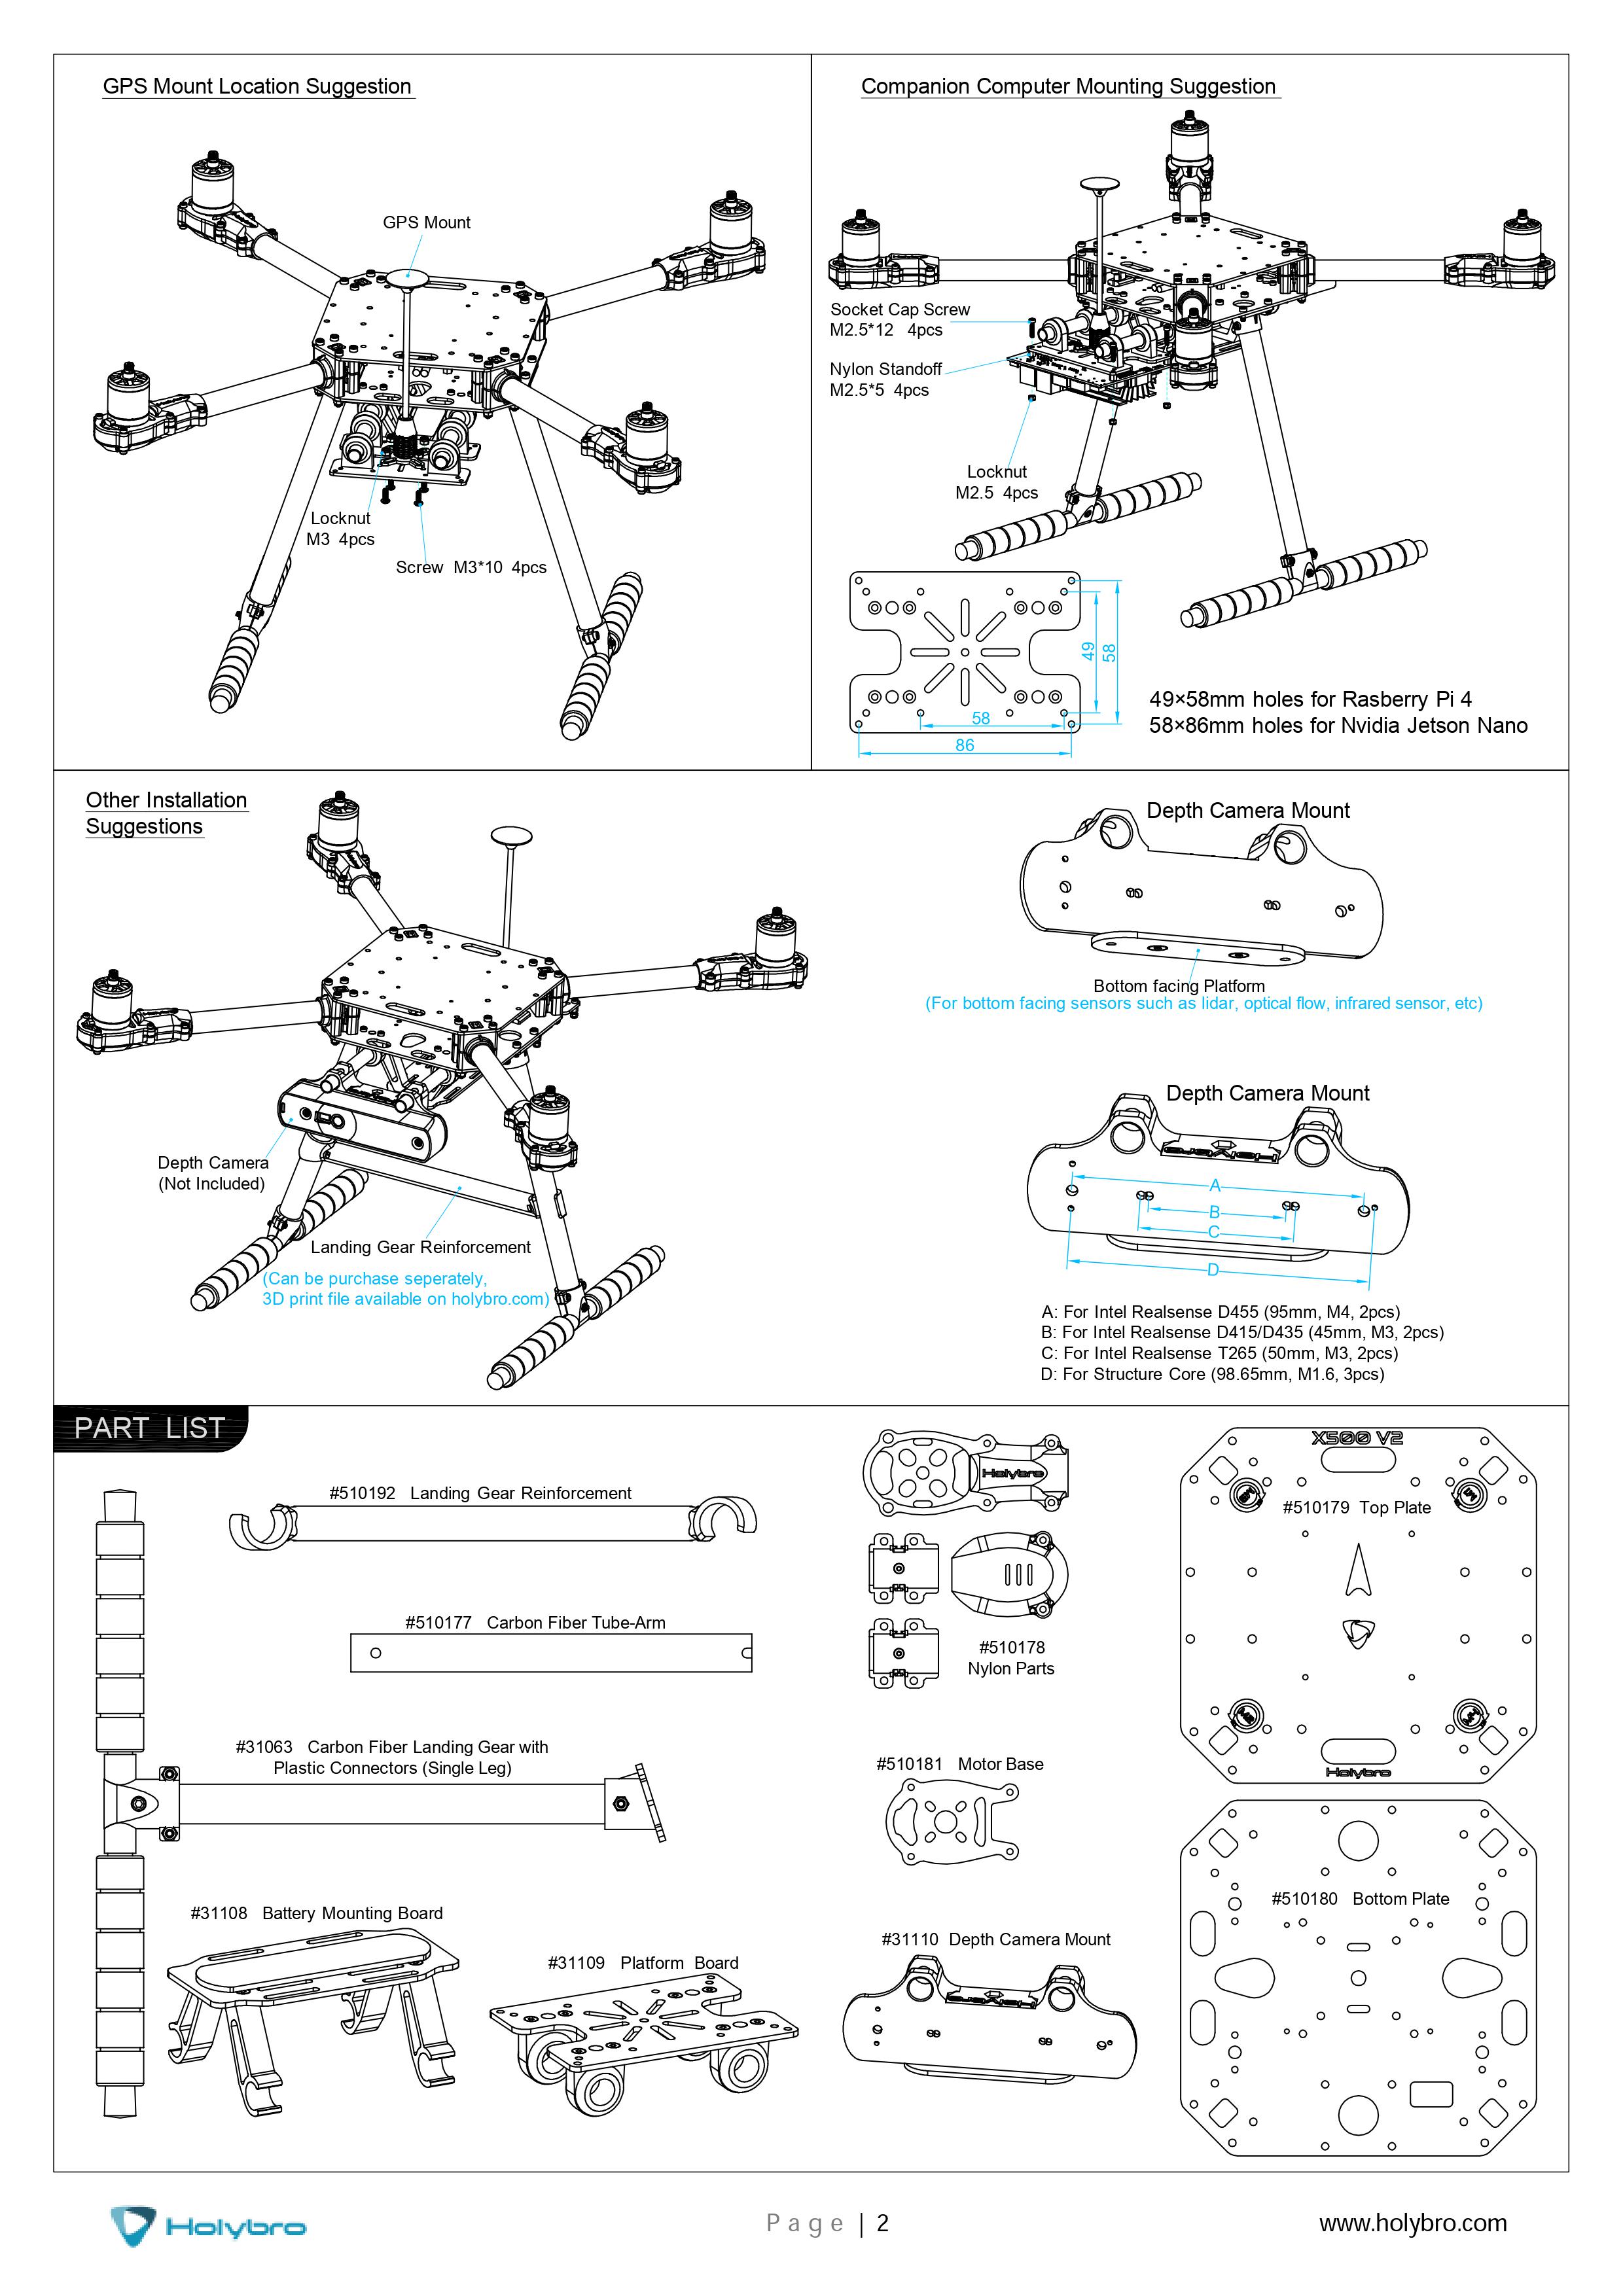 GPS Mount Location Suggestion
GPS Mount
Locknut
M3 4pcs
Screw M3*10 4pcs
Companion Computer Mounting Suggestion
Socket Cap Screw
M2.5*12 4pcs
Nylon Standoff
M2.5*5 4pcs
Locknut
M2.5 4pcs
49
58
58
86
49×58mm holes for Rasberry Pi 4
58×86mm holes for Nvidia Jetson Nano
Other Installation
Suggestions
Depth Camera
(Not Included)
Landing Gear Reinforcement
(Can be purchase seperately,
3D print file available on holybro.com)
Depth Camera Mount
Bottom facing Platform
(For bottom facing sensors such as lidar, optical flow, infrared sensor, etc)
Depth Camera Mount
HOLYBRO
A
B
C
D
A: For Intel Realsense D455 (95mm, M4, 2pcs)
B: For Intel Realsense D415/D435 (45mm, M3, 2pcs)
C: For Intel Realsense T265 (50mm, M3, 2pcs)
D: For Structure Core (98.65mm, M1.6, 3pcs)
PART LIST
#510192 Landing Gear Reinforcement
#510177 Carbon Fiber Tube-Arm
#31063 Carbon Fiber Landing Gear with
Plastic Connectors (Single Leg)
#31108 Battery Mounting Board
#31109 Platform Board
Holybro
#510178
Nylon Parts
#510181 Motor Base
#31110 Depth Camera Mount
HOLYBRO
X500 V2
#510179 Top Plate
Holybro
#510180 Bottom Plate
Holybro
Page | 2
www.holybro.com